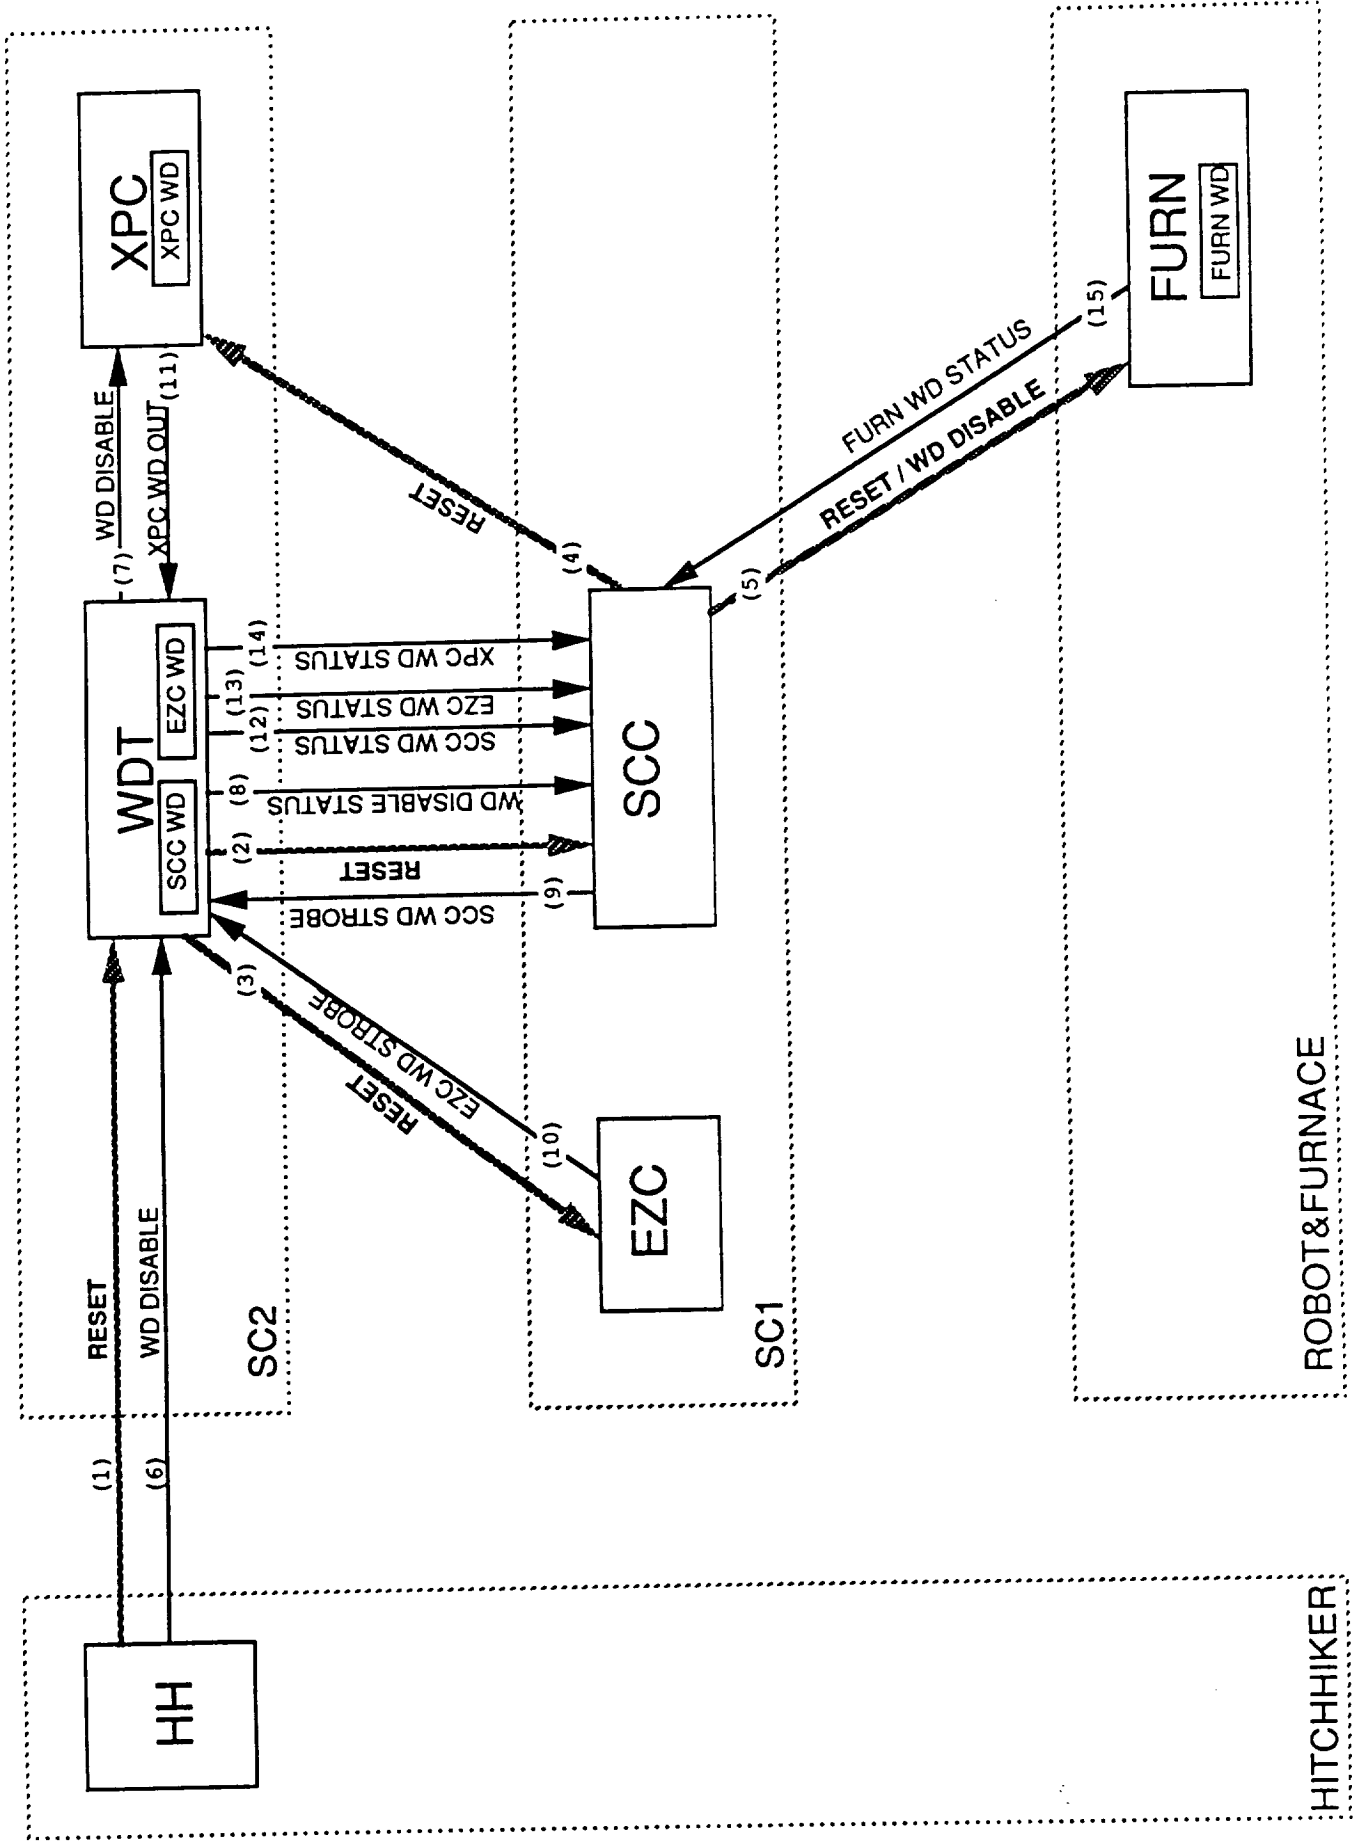 HH
HITCHHIKER
(1)
RESET
(6)
WD DISABLE
SC2
WDT
SCC WD
EZC WD
(7)
WD DISABLE
XPC WD OUT
(11)
XPC
XPC WD
(3)
RESET
EZC WD STROBE
(10)
SCC WD STROBE
(9)
(2)
RESET
(8)
WD DISABLE STATUS
(12)
SCC WD STATUS
(13)
EZC WD STATUS
(14)
XPC WD STATUS
RESET
(4)
EZC
SCC
SC1
(5)
RESET / WD DISABLE
FURN WD STATUS
(15)
FURN
FURN WD
ROBOT&FURNACE